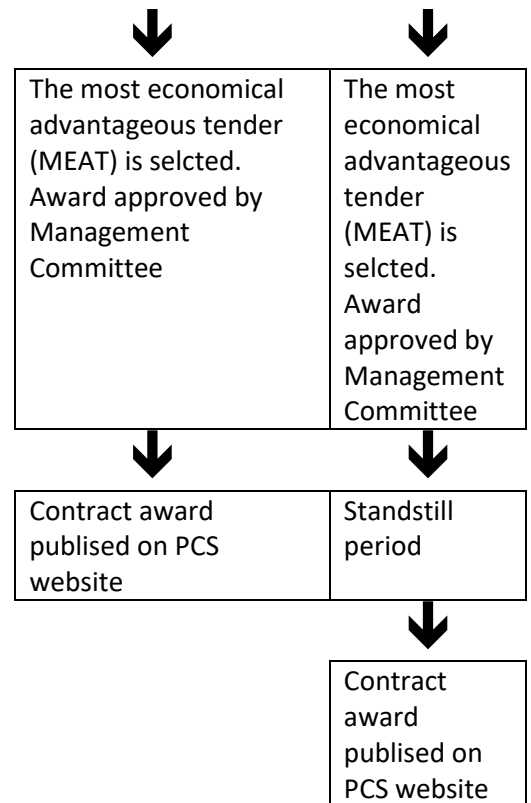 The most economical
advantageous tender
(MEAT) is selcted.
Award approved by
Management
Committee
The most
economical
advantageous
tender
(MEAT) is
selcted.
Award
approved by
Management
Committee
Contract award
publised on PCS
website
Standstill
period
Contract
award
publised on
PCS website